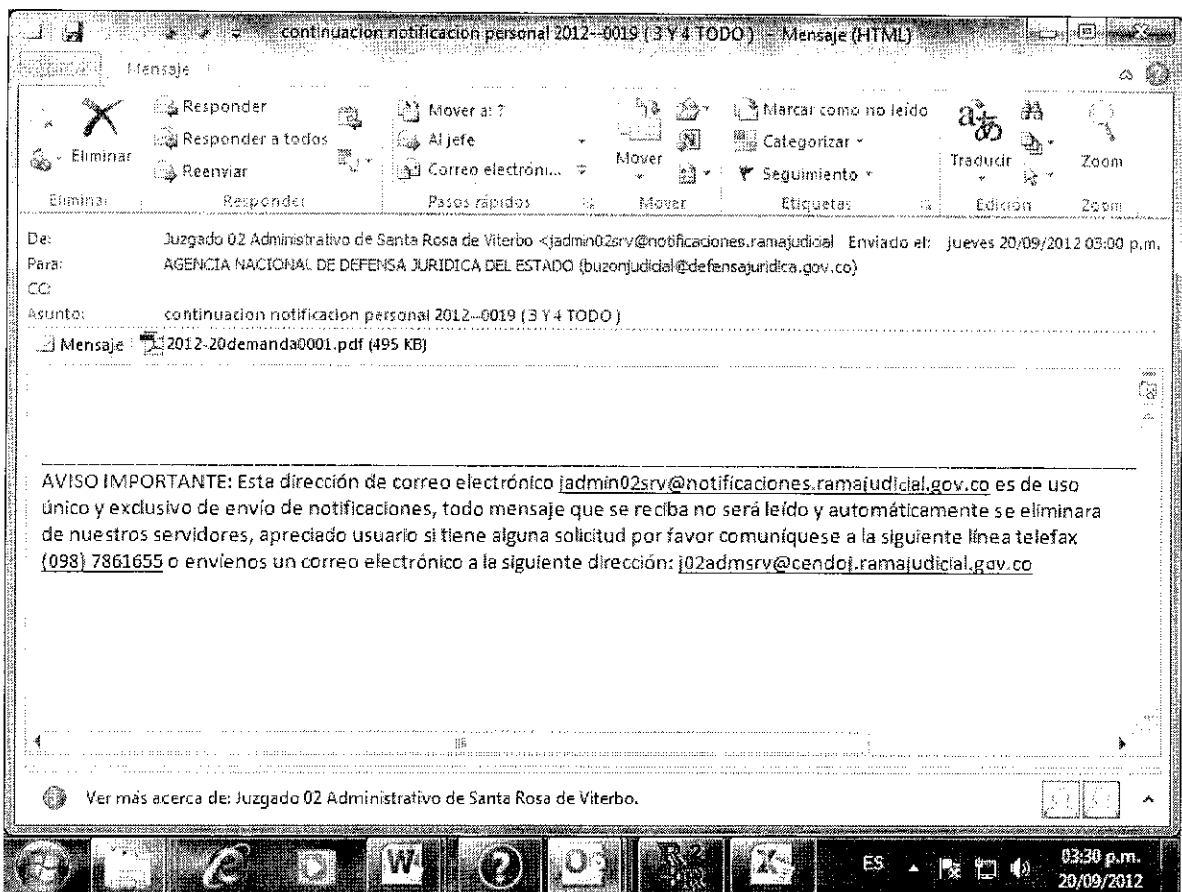 continuacion notificacion personal 2012--0019 ( 3 Y 4 TODO ) - Mensaje (HTML)
Mensaje
Eliminar
Responder
Responder a todos
Reenviar
Mover a: ?
Al jefe
Correo electróni...
Mover
Marcar como no leído
Categorizar
Seguimiento
Traducir
Zoom
Eliminar
Responder
Pasos rápidos
Mover
Etiquetas
Edición
Zoom
De: Juzgado 02 Administrativo de Santa Rosa de Viterbo <jadmin02srv@notificaciones.ramajudicial Enviado el: jueves 20/09/2012 03:00 p.m.
Para: AGENCIA NACIONAL DE DEFENSA JURIDICA DEL ESTADO (buzonjudicial@defensajuridica.gov.co)
CC:
Asunto: continuacion notificacion personal 2012--0019 ( 3 Y 4 TODO )
Mensaje 2012-20demanda0001.pdf (495 KB)
AVISO IMPORTANTE: Esta dirección de correo electrónico jadmin02srv@notificaciones.ramajudicial.gov.co es de uso
único y exclusivo de envío de notificaciones, todo mensaje que se reciba no será leído y automáticamente se eliminara
de nuestros servidores, apreciado usuario si tiene alguna solicitud por favor comuníquese a la siguiente línea telefax
(098) 7861655 o envíenos un correo electrónico a la siguiente dirección: j02admsrv@cendoj.ramajudicial.gov.co
Ver más acerca de: Juzgado 02 Administrativo de Santa Rosa de Viterbo.
ES
03:30 p.m.
20/09/2012